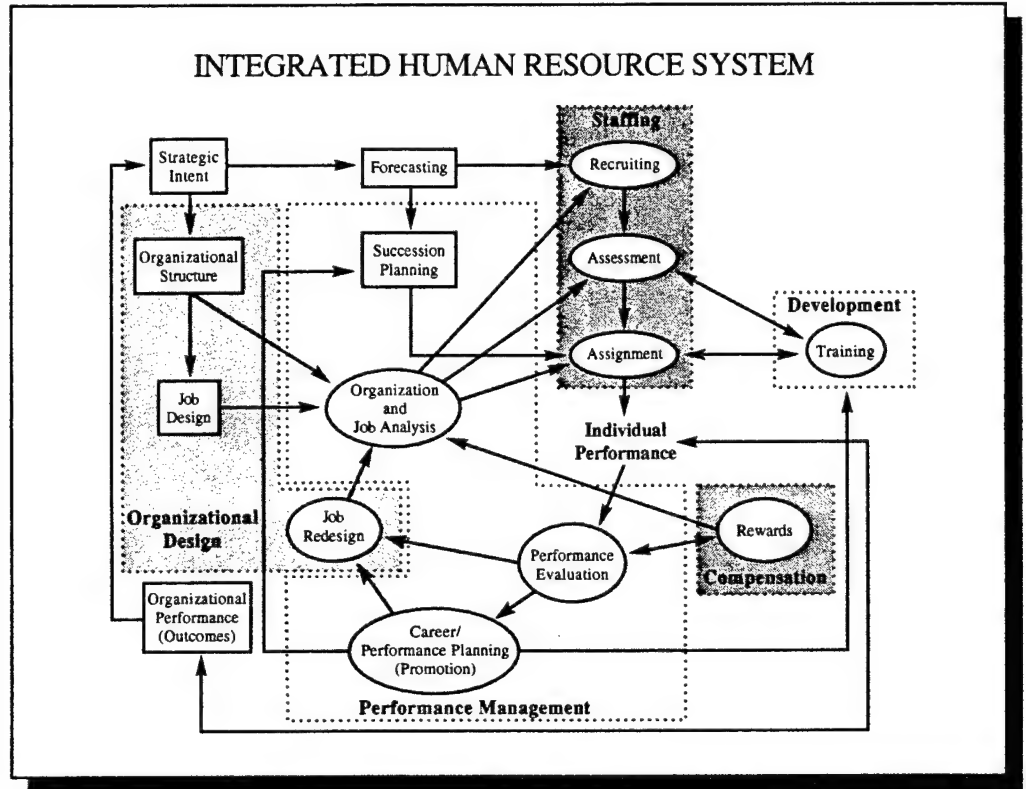 INTEGRATED HUMAN RESOURCE SYSTEM
Staffing
Strategic
Intent
Forecasting
Recruiting
Organizational
Structure
Succession
Planning
Assessment
Development
Training
Assignment
Job
Design
Organization
and
Job Analysis
Individual
Performance
Organizational
Design
Job
Redesign
Performance
Evaluation
Rewards
Compensation
Organizational
Performance
(Outcomes)
Career/
Performance Planning
(Promotion)
Performance Management